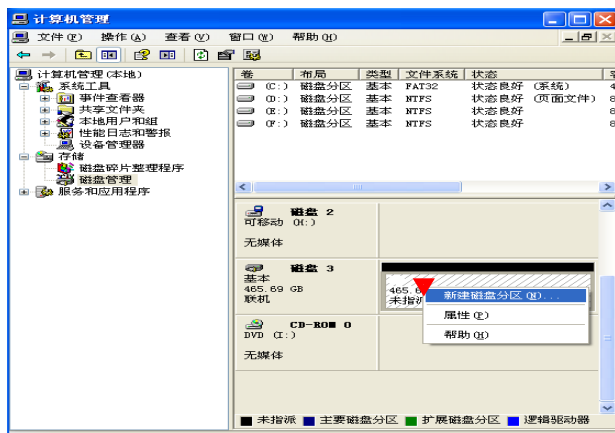 计算机管理
文件(F) 操作(A) 查看(V) 窗口(W) 帮助(H)
计算机管理(本地)
系统工具
事件查看器
共享文件夹
本地用户和组
性能日志和警报
设备管理器
存储
磁盘碎片整理程序
磁盘管理
服务和应用程序
卷 布局 类型 文件系统 状态
(C:) 磁盘分区 基本 FAT32 状态良好 (系统) 4
(D:) 磁盘分区 基本 NTFS 状态良好 (页面文件) 8
(E:) 磁盘分区 基本 NTFS 状态良好 8
(F:) 磁盘分区 基本 NTFS 状态良好 8
磁盘 2
可移动 (H:)
无媒体
磁盘 3
基本
465.69 GB
联机
465.6
未指派
新建磁盘分区(N)...
属性(P)
帮助(H)
CD-ROM 0
DVD (I:)
无媒体
未指派 主要磁盘分区 扩展磁盘分区 逻辑驱动器